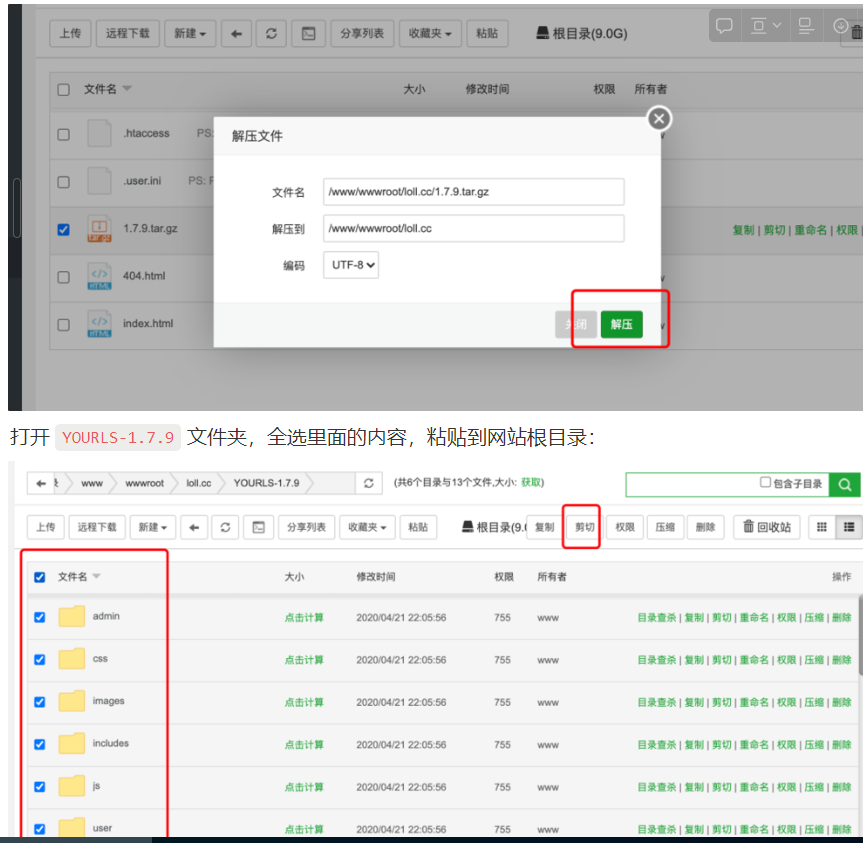 上传 远程下载 新建 分享列表 收藏夹 粘贴 根目录(9.0G)
文件名 大小 修改时间 权限 所有者
.htaccess PS:
.user.ini PS:
1.7.9.tar.gz 复制 | 剪切 | 重命名 | 权限 |
404.html
index.html
解压文件
文件名 /www/wwwroot/loll.cc/1.7.9.tar.gz
解压到 /www/wwwroot/loll.cc
编码 UTF-8
关闭 解压
打开 YOURLS-1.7.9 文件夹，全选里面的内容，粘贴到网站根目录：
www wwwroot loll.cc YOURLS-1.7.9 (共6个目录与13个文件,大小: 获取) 包含子目录
上传 远程下载 新建 分享列表 收藏夹 粘贴 根目录(9.0 复制 剪切 权限 压缩 删除 回收站
文件名 大小 修改时间 权限 所有者 操作
admin 点击计算 2020/04/21 22:05:56 755 www 目录查杀 | 复制 | 剪切 | 重命名 | 权限 | 压缩 | 删除
css 点击计算 2020/04/21 22:05:56 755 www 目录查杀 | 复制 | 剪切 | 重命名 | 权限 | 压缩 | 删除
images 点击计算 2020/04/21 22:05:56 755 www 目录查杀 | 复制 | 剪切 | 重命名 | 权限 | 压缩 | 删除
includes 点击计算 2020/04/21 22:05:56 755 www 目录查杀 | 复制 | 剪切 | 重命名 | 权限 | 压缩 | 删除
js 点击计算 2020/04/21 22:05:56 755 www 目录查杀 | 复制 | 剪切 | 重命名 | 权限 | 压缩 | 删除
user 点击计算 2020/04/21 22:05:56 755 www 目录查杀 | 复制 | 剪切 | 重命名 | 权限 | 压缩 | 删除